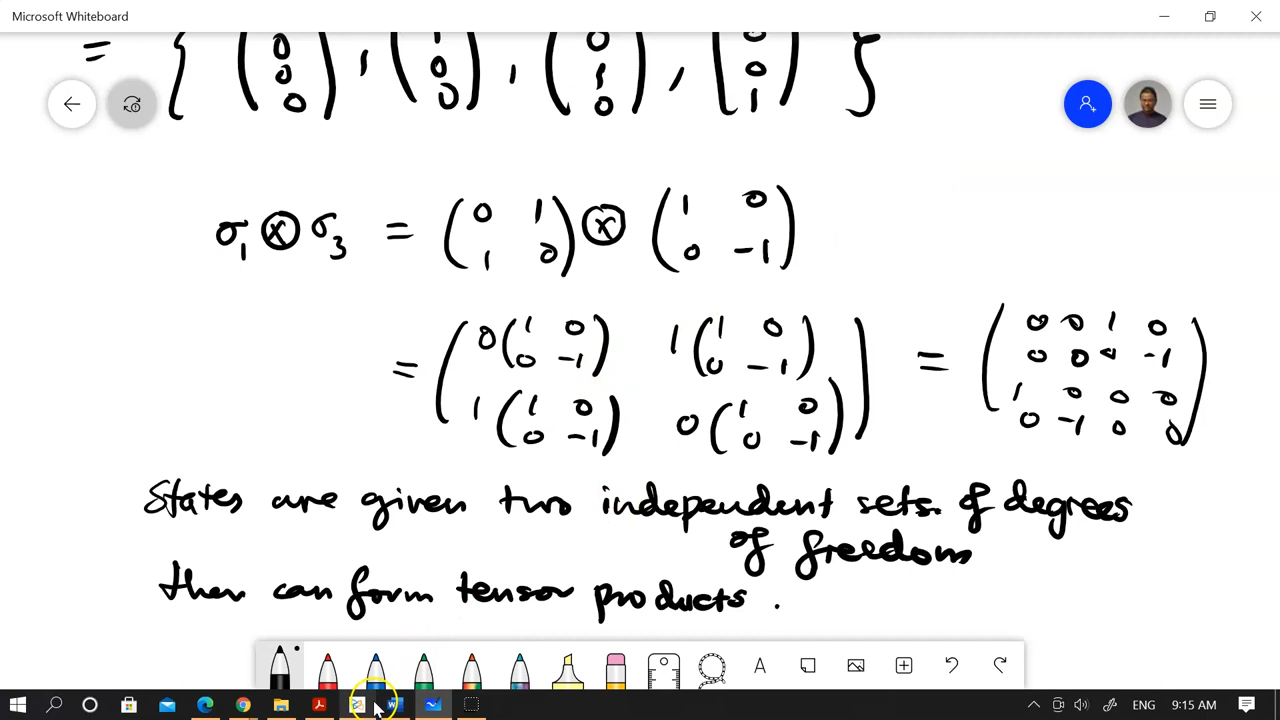 Microsoft Whiteboard
= { (0 0 0), (1 0 0), (0 1 0), (0 0 1) }
σ1 ⊗ σ3 = (0 1 / 1 0) ⊗ (1 0 / 0 -1)
= (0(1 0 / 0 -1) 1(1 0 / 0 -1) / 1(1 0 / 0 -1) 0(1 0 / 0 -1)) = (0 0 1 0 / 0 0 0 -1 / 1 0 0 0 / 0 -1 0 0)
States are given two independent sets. of degrees
of freedom
then can form tensor products .
ENG 9:15 AM